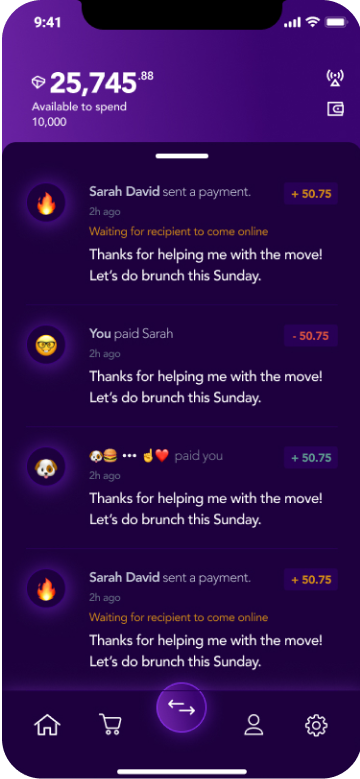 9:41
25,745.88
Available to spend
10,000
Sarah David sent a payment.
+ 50.75
2h ago
Waiting for recipient to come online
Thanks for helping me with the move!
Let's do brunch this Sunday.
You paid Sarah
- 50.75
2h ago
Thanks for helping me with the move!
Let's do brunch this Sunday.
🐶🍔 ••• ☝️❤️ paid you
+ 50.75
2h ago
Thanks for helping me with the move!
Let's do brunch this Sunday.
Sarah David sent a payment.
+ 50.75
2h ago
Waiting for recipient to come online
Thanks for helping me with the move!
Let's do brunch this Sunday.